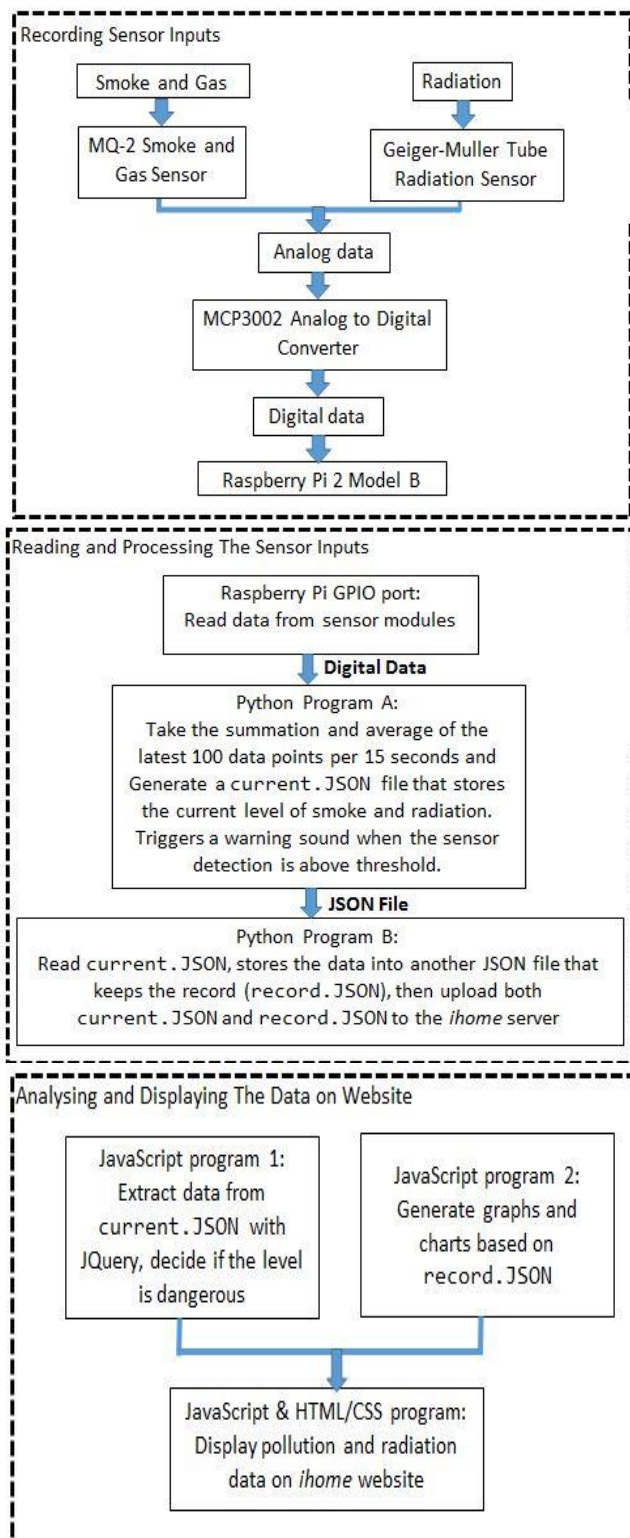 Recording Sensor Inputs
Smoke and Gas
Radiation
MQ-2 Smoke and
Gas Sensor
Geiger-Muller Tube
Radiation Sensor
Analog data
MCP3002 Analog to Digital
Converter
Digital data
Raspberry Pi 2 Model B
Reading and Processing The Sensor Inputs
Raspberry Pi GPIO port:
Read data from sensor modules
Digital Data
Python Program A:
Take the summation and average of the
latest 100 data points per 15 seconds and
Generate a current.JSON file that stores
the current level of smoke and radiation.
Triggers a warning sound when the sensor
detection is above threshold.
JSON File
Python Program B:
Read current.JSON, stores the data into another JSON file that
keeps the record (record.JSON), then upload both
current.JSON and record.JSON to the ihome server
Analysing and Displaying The Data on Website
JavaScript program 1:
Extract data from
current.JSON with
JQuery, decide if the level
is dangerous
JavaScript program 2:
Generate graphs and
charts based on
record.JSON
JavaScript & HTML/CSS program:
Display pollution and radiation
data on ihome website